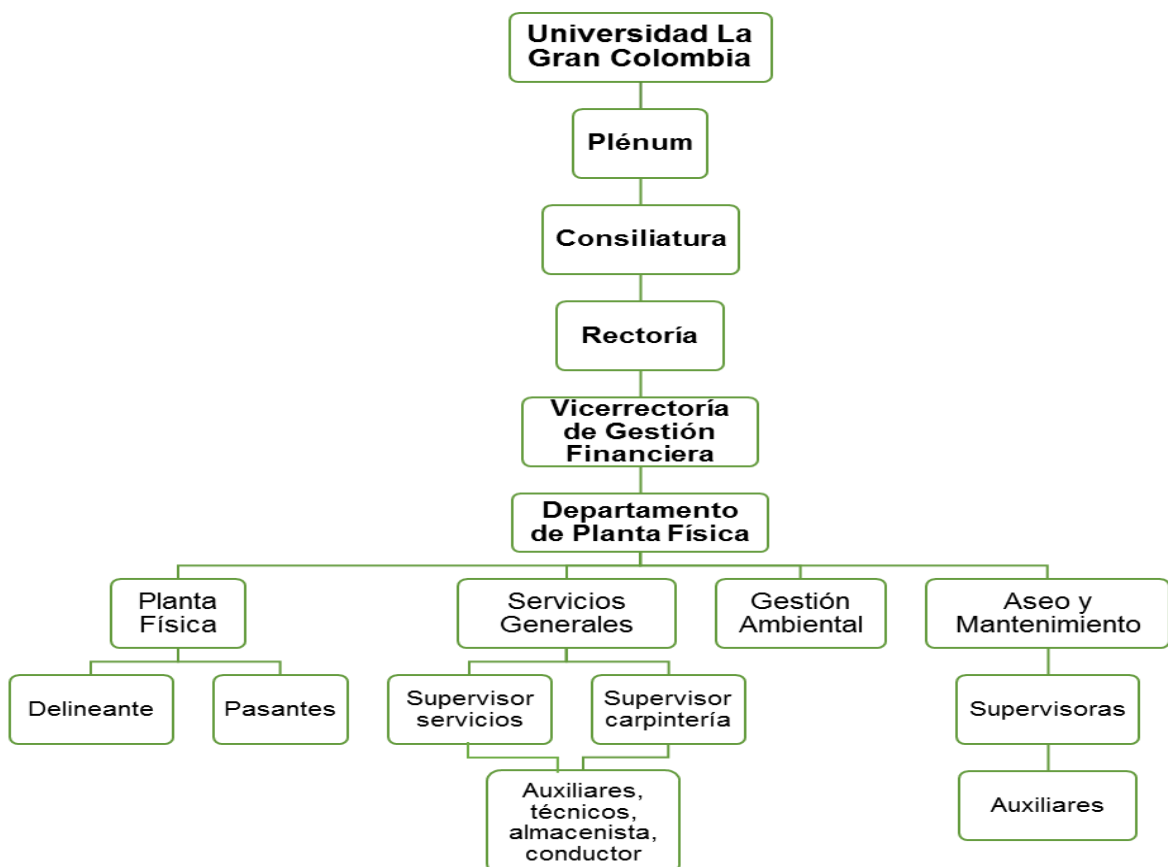 Universidad La
Gran Colombia
Plénum
Consiliatura
Rectoría
Vicerrectoría
de Gestión
Financiera
Departamento
de Planta Física
Planta
Física
Servicios
Generales
Gestión
Ambiental
Aseo y
Mantenimiento
Delineante
Pasantes
Supervisor
servicios
Supervisor
carpintería
Supervisoras
Auxiliares,
técnicos,
almacenista,
conductor
Auxiliares